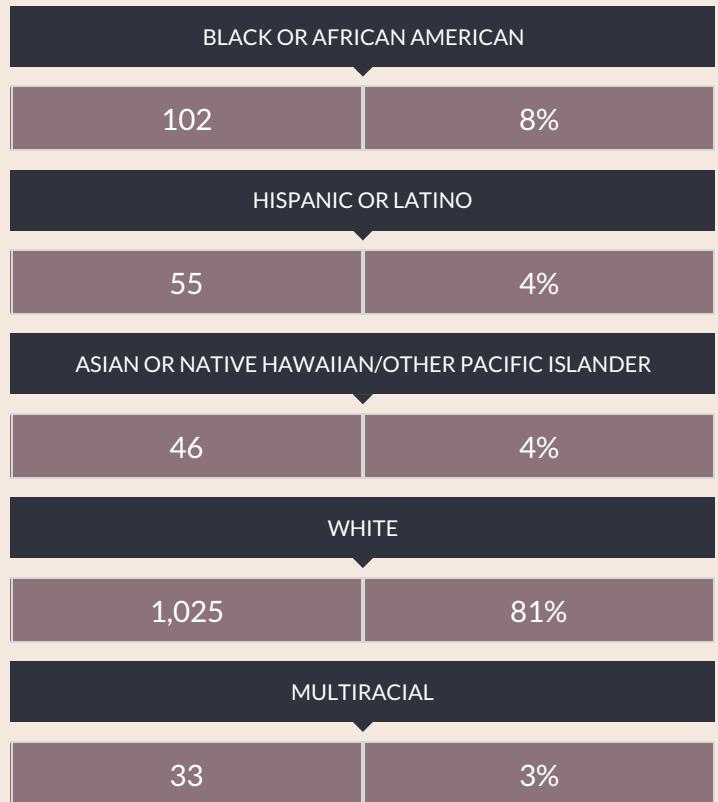 BLACK OR AFRICAN AMERICAN
102 8%
HISPANIC OR LATINO
55 4%
ASIAN OR NATIVE HAWAIIAN/OTHER PACIFIC ISLANDER
46 4%
WHITE
1,025 81%
MULTIRACIAL
33 3%